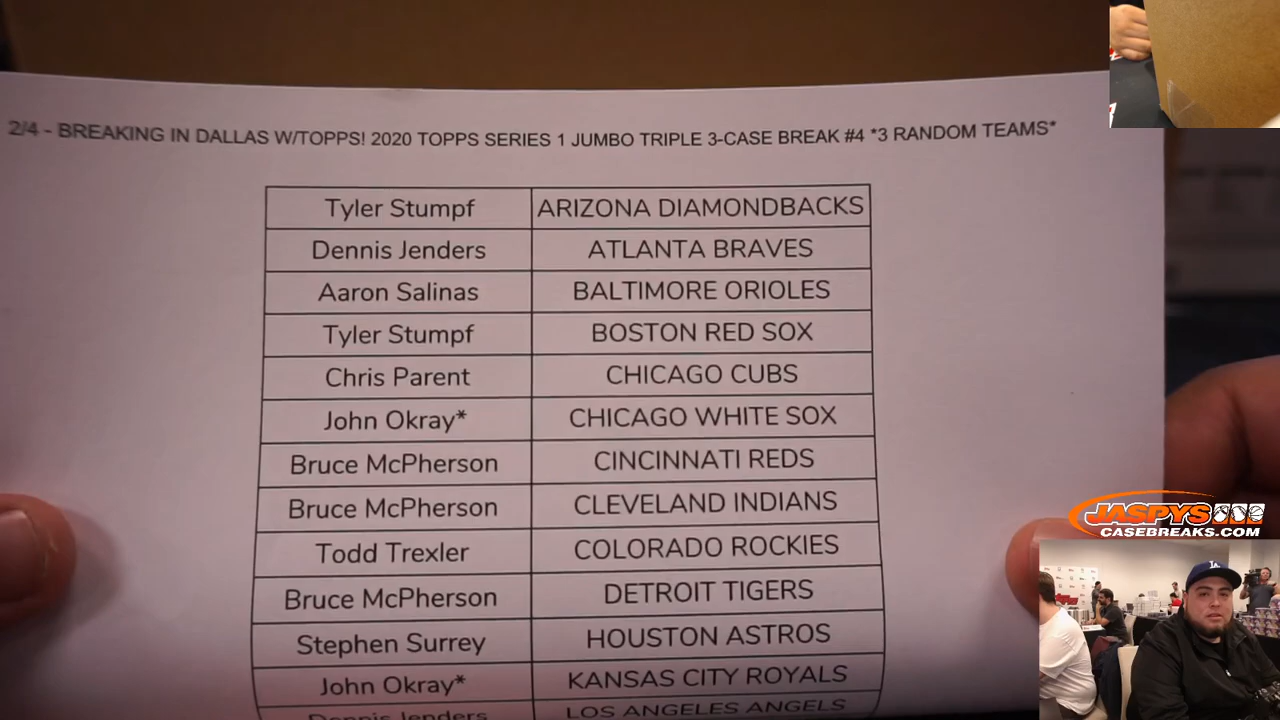 2/4 - BREAKING IN DALLAS W/TOPPS! 2020 TOPPS SERIES 1 JUMBO TRIPLE 3-CASE BREAK #4 *3 RANDOM TEAMS*
Tyler Stumpf ARIZONA DIAMONDBACKS
Dennis Jenders ATLANTA BRAVES
Aaron Salinas BALTIMORE ORIOLES
Tyler Stumpf BOSTON RED SOX
Chris Parent CHICAGO CUBS
John Okray* CHICAGO WHITE SOX
Bruce McPherson CINCINNATI REDS
Bruce McPherson CLEVELAND INDIANS
Todd Trexler COLORADO ROCKIES
Bruce McPherson DETROIT TIGERS
Stephen Surrey HOUSTON ASTROS
John Okray* KANSAS CITY ROYALS
Dennis Jenders LOS ANGELES ANGELS
JASPYS
CASEBREAKS.COM
LA